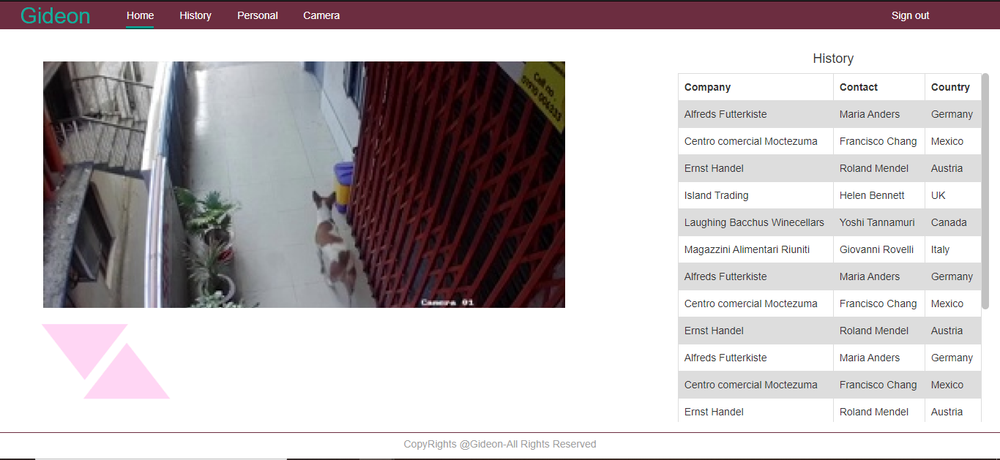 Gideon Home History Personal Camera Sign out
Call no.
Camera 01
History
Company Contact Country
Alfreds Futterkiste Maria Anders Germany
Centro comercial Moctezuma Francisco Chang Mexico
Ernst Handel Roland Mendel Austria
Island Trading Helen Bennett UK
Laughing Bacchus Winecellars Yoshi Tannamuri Canada
Magazzini Alimentari Riuniti Giovanni Rovelli Italy
Alfreds Futterkiste Maria Anders Germany
Centro comercial Moctezuma Francisco Chang Mexico
Ernst Handel Roland Mendel Austria
Alfreds Futterkiste Maria Anders Germany
Centro comercial Moctezuma Francisco Chang Mexico
Ernst Handel Roland Mendel Austria
CopyRights @Gideon-All Rights Reserved